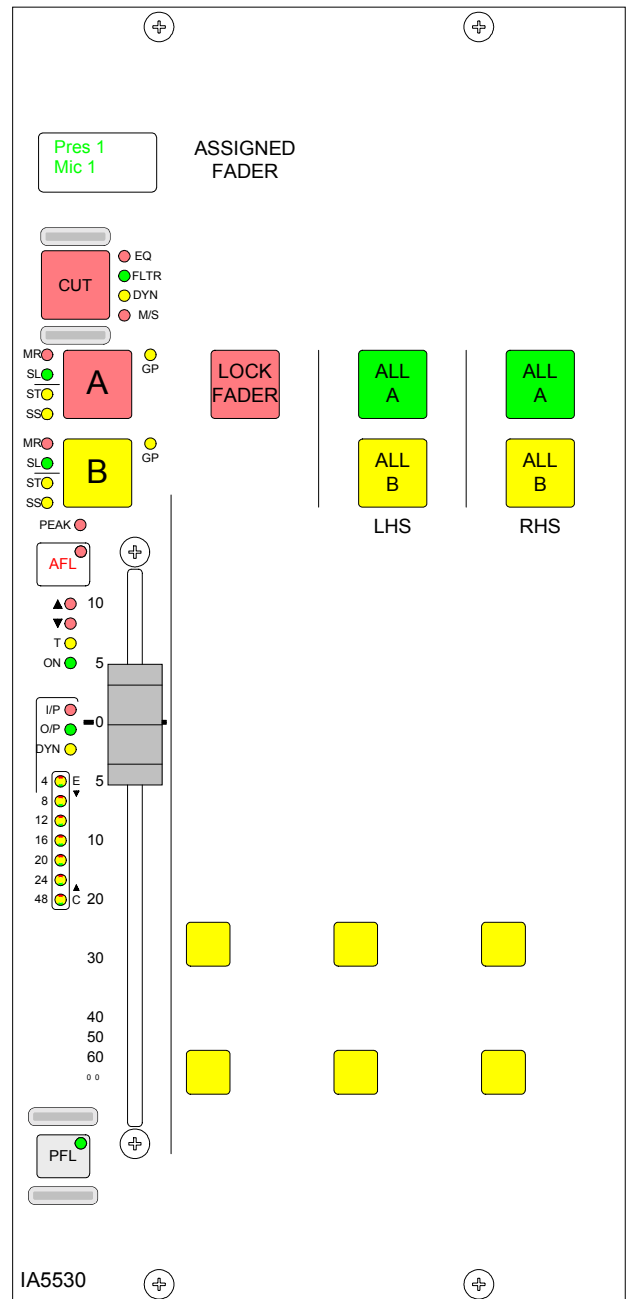 Pres 1
Mic 1
ASSIGNED
FADER
CUT
EQ
FLTR
DYN
M/S
MR
SL
ST
SS
A
GP
LOCK
FADER
ALL
A
ALL
A
MR
SL
ST
SS
B
GP
ALL
B
ALL
B
LHS
RHS
PEAK
AFL
▲
▼
T
ON
10
5
0
5
10
20
30
40
50
60
0 0
I/P
O/P
DYN
4 E
8 ▼
12
16
20
24 ▲
48 C
PFL
IA5530